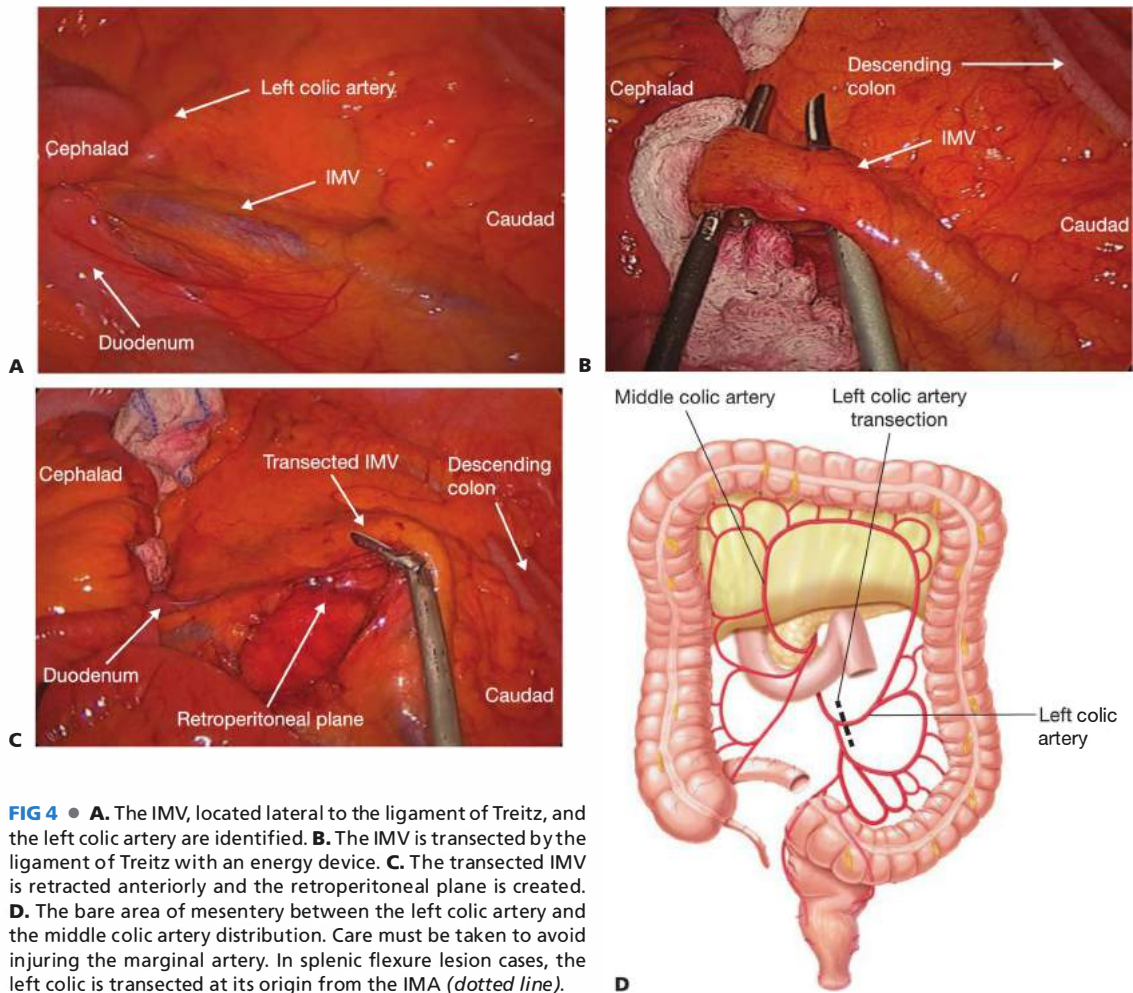 Left colic artery
Cephalad
IMV
Caudad
Duodenum
A
Descending
colon
Cephalad
IMV
Caudad
B
Transected IMV
Descending
colon
Cephalad
Duodenum
Retroperitoneal plane
Caudad
C
Middle colic artery
Left colic artery
transection
Left colic
artery
D
FIG 4 ● A. The IMV, located lateral to the ligament of Treitz, and
the left colic artery are identified. B. The IMV is transected by the
ligament of Treitz with an energy device. C. The transected IMV
is retracted anteriorly and the retroperitoneal plane is created.
D. The bare area of mesentery between the left colic artery and
the middle colic artery distribution. Care must be taken to avoid
injuring the marginal artery. In splenic flexure lesion cases, the
left colic is transected at its origin from the IMA (dotted line).